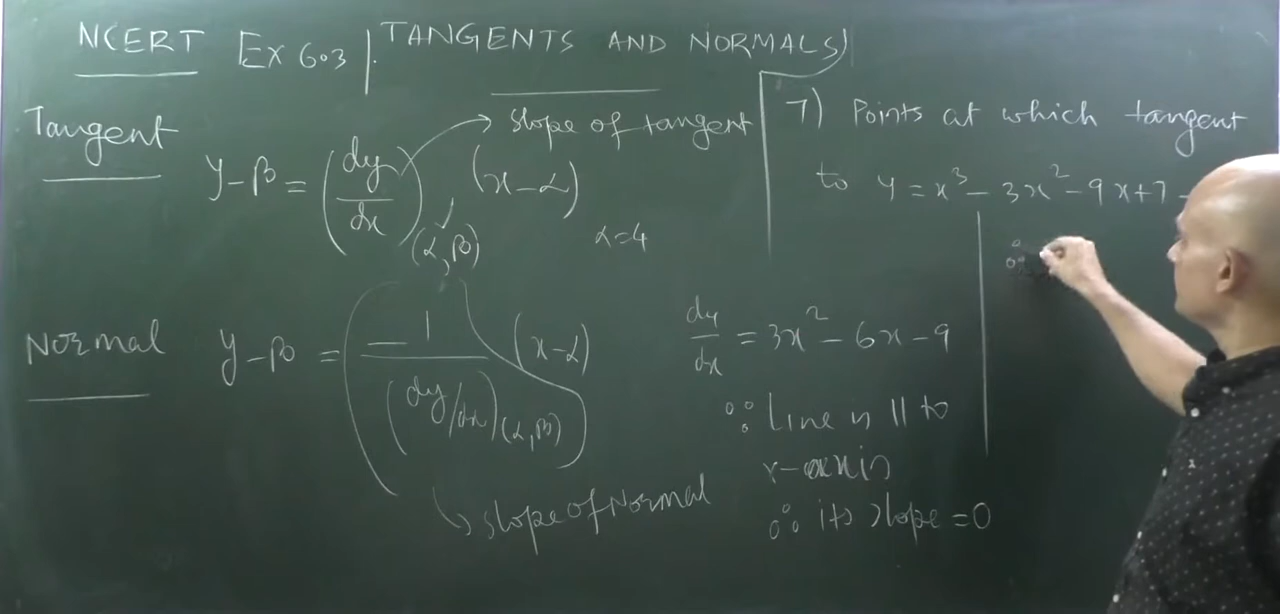 NCERT Ex 6.3 | TANGENTS AND NORMALS
Tangent
y-β = (dy/dx)(α, β) (x-α)
→ slope of tangent
α=4
Normal
y-β = -1/(dy/dx)(α, β) (x-α)
→ slope of Normal
7) Points at which tangent
to y = x³ - 3x² - 9x+7 -
dy/dx = 3x² - 6x - 9
∵ Line is || to
x-axis
∴ its slope = 0
∴